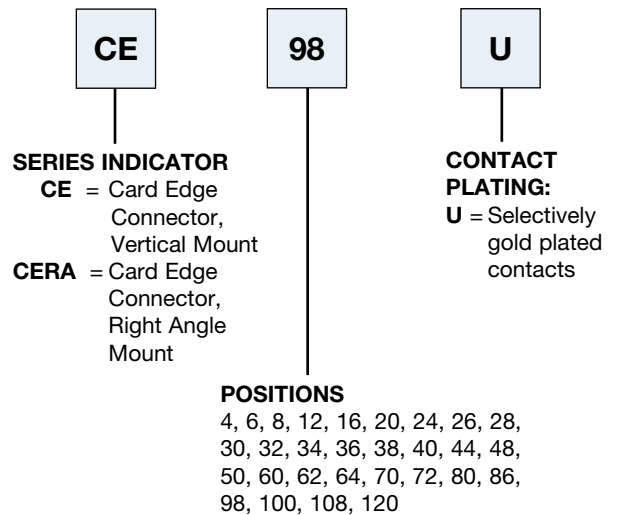 CE 98 U
SERIES INDICATOR
CE = Card Edge
Connector,
Vertical Mount
CERA = Card Edge
Connector,
Right Angle
Mount
CONTACT
PLATING:
U = Selectively
gold plated
contacts
POSITIONS
4, 6, 8, 12, 16, 20, 24, 26, 28,
30, 32, 34, 36, 38, 40, 44, 48,
50, 60, 62, 64, 70, 72, 80, 86,
98, 100, 108, 120